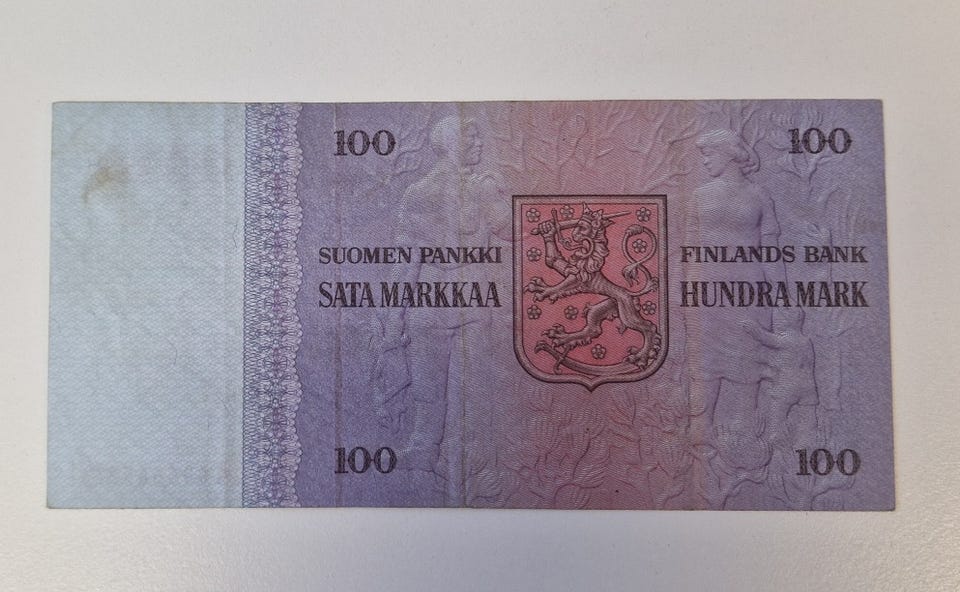 100 100
SUOMEN PANKKI FINLANDS BANK
SATA MARKKAA HUNDRA MARK
100 100